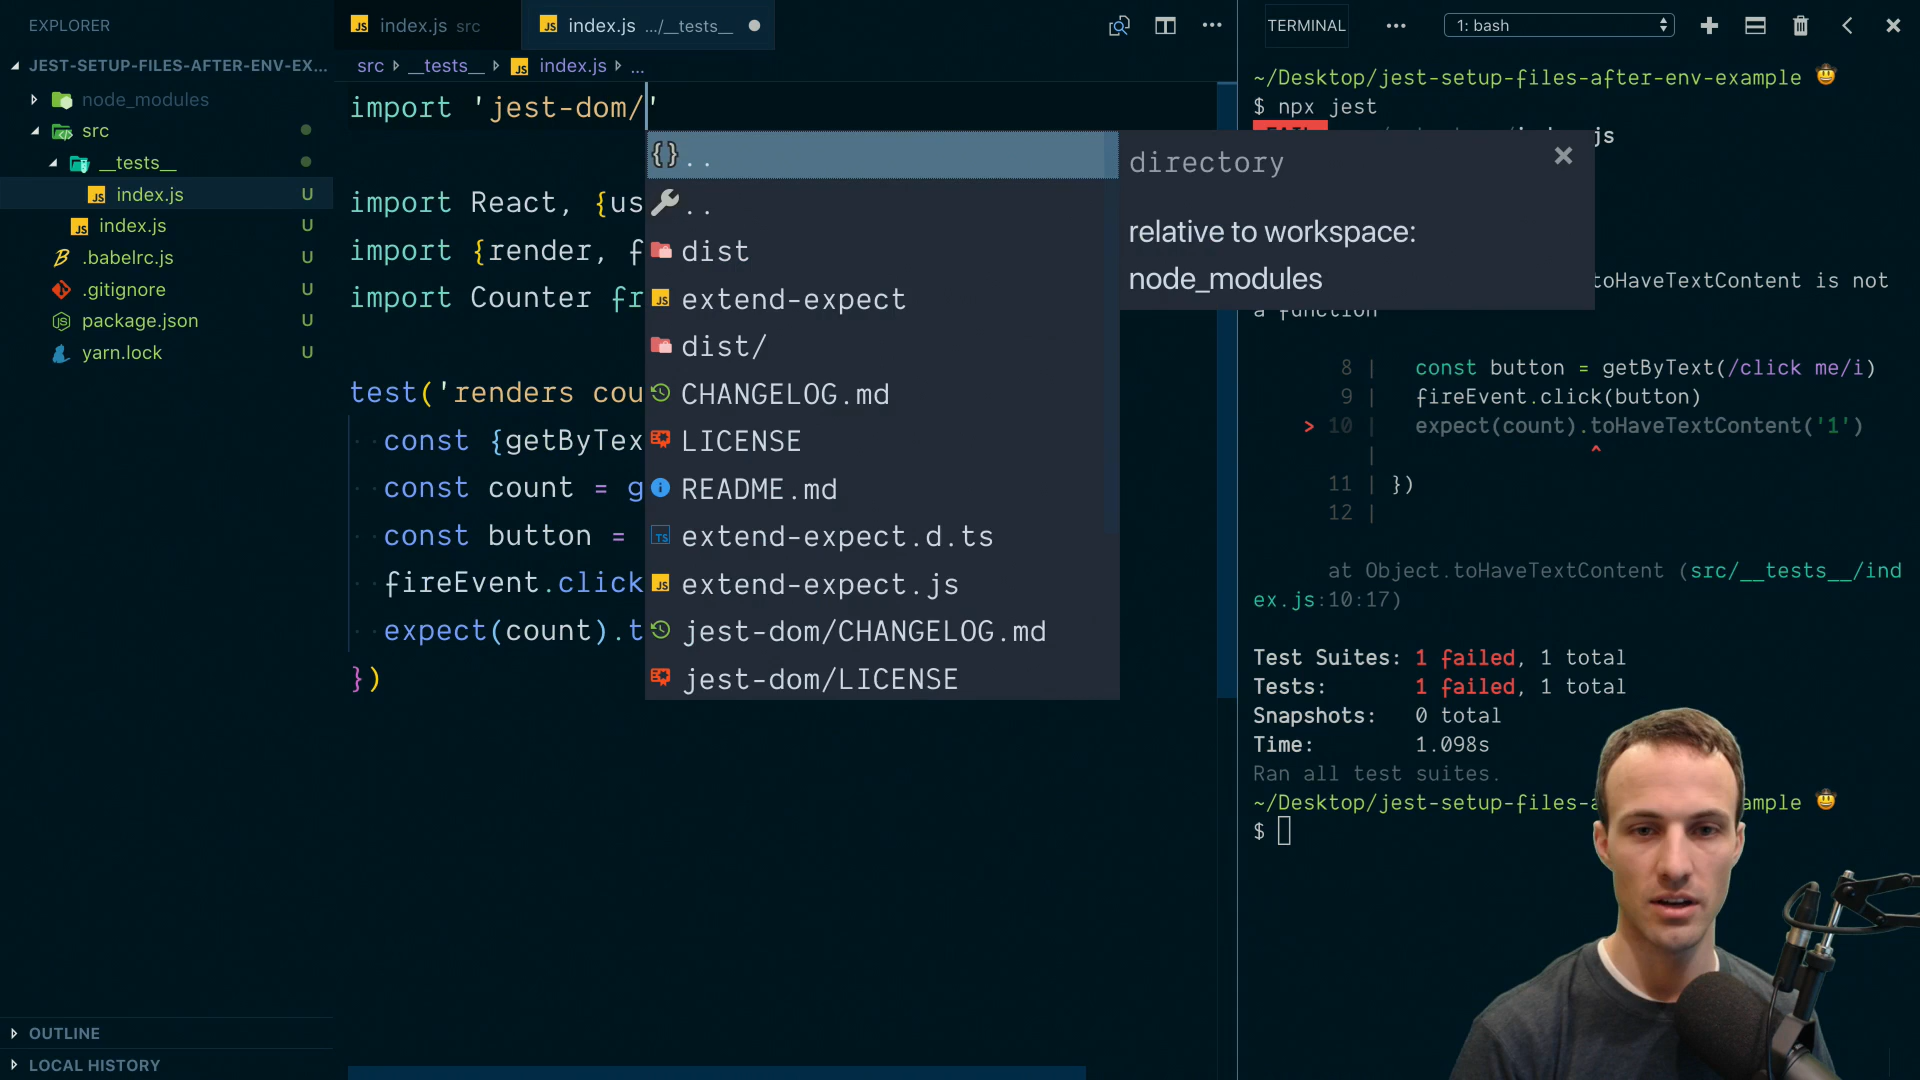 EXPLORER
JEST-SETUP-FILES-AFTER-ENV-EX...
node_modules
src
__tests__
index.js U
index.js U
.babelrc.js U
.gitignore U
package.json U
yarn.lock U
OUTLINE
LOCAL HISTORY
index.js src
index.js .../__tests__
src __tests__ index.js ...
import 'jest-dom/'
import React, {us
import {render, f
import Counter fr
test('renders cou
const {getByTex
const count = g
const button =
fireEvent.click
expect(count).t
})
{} ..
..
dist
extend-expect
dist/
CHANGELOG.md
LICENSE
README.md
extend-expect.d.ts
extend-expect.js
jest-dom/CHANGELOG.md
jest-dom/LICENSE
directory
relative to workspace:
node_modules
TERMINAL
1: bash
~/Desktop/jest-setup-files-after-env-example
$ npx jest
js
toHaveTextContent is not
a function
8 | const button = getByText(/click me/i)
9 | fireEvent.click(button)
> 10 | expect(count).toHaveTextContent('1')
| ^
11 | })
12 |
at Object.toHaveTextContent (src/__tests__/ind
ex.js:10:17)
Test Suites: 1 failed, 1 total
Tests: 1 failed, 1 total
Snapshots: 0 total
Time: 1.098s
Ran all test suites.
~/Desktop/jest-setup-files-a ample
$